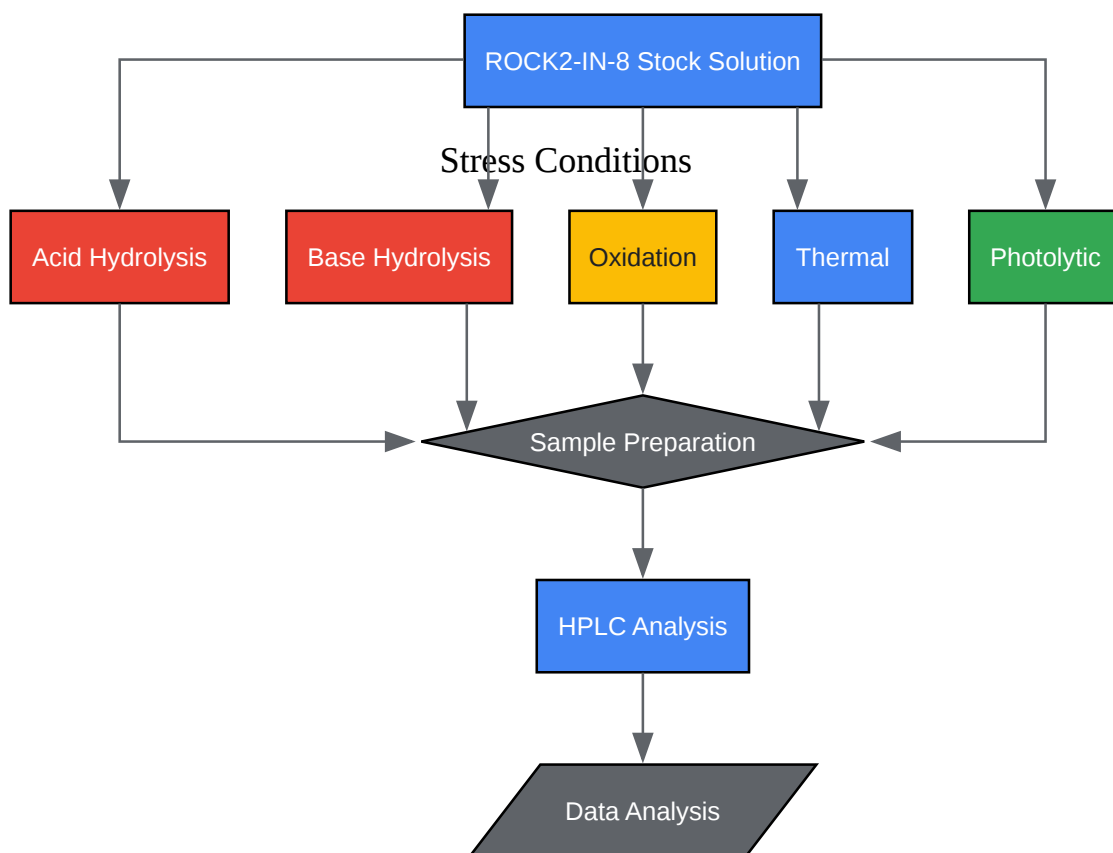 ROCK2-IN-8 Stock Solution
Stress Conditions
Acid Hydrolysis
Base Hydrolysis
Oxidation
Thermal
Photolytic
Sample Preparation
HPLC Analysis
Data Analysis